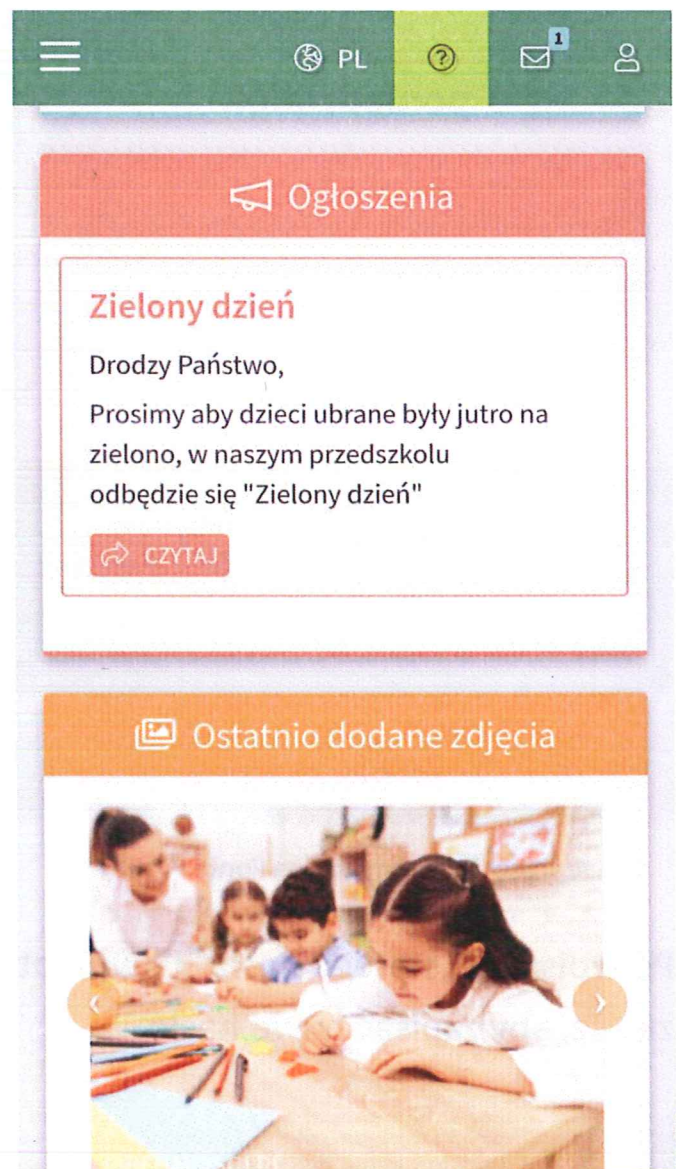 PL
1
Ogłoszenia
Zielony dzień
Drodzy Państwo,
Prosimy aby dzieci ubrane były jutro na
zielono, w naszym przedszkolu
odbędzie się "Zielony dzień"
CZYTAJ
Ostatnio dodane zdjęcia